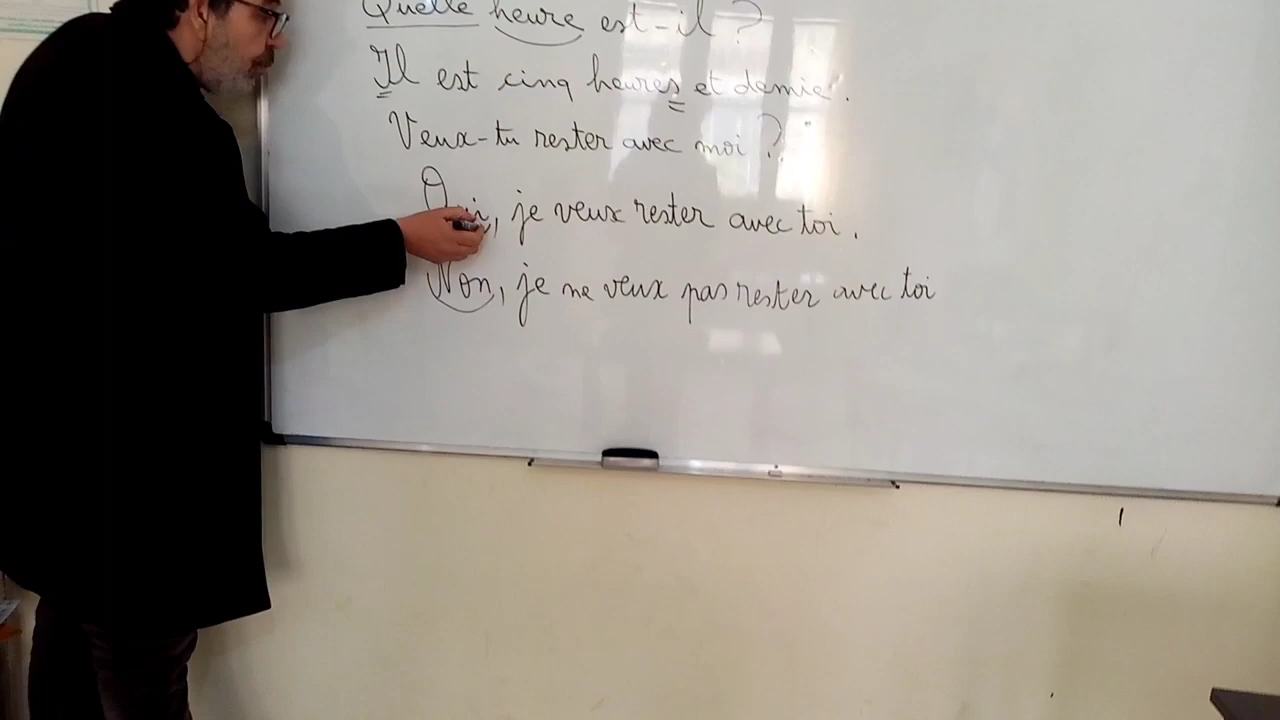 Quelle heure est-il ?
Il est cinq heures et demie.
Veux-tu rester avec moi ?
Oui, je veux rester avec toi.
Non, je ne veux pas rester avec toi